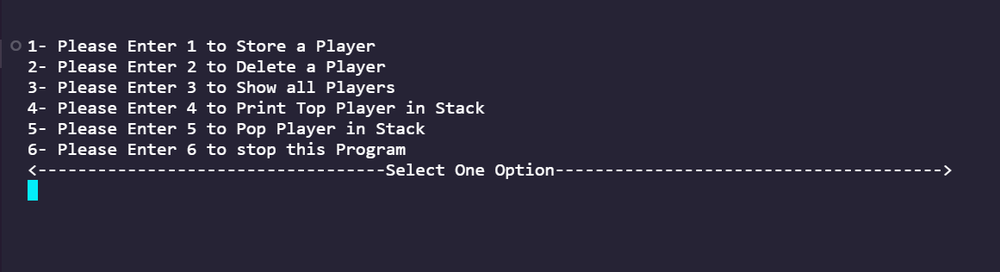 1- Please Enter 1 to Store a Player
2- Please Enter 2 to Delete a Player
3- Please Enter 3 to Show all Players
4- Please Enter 4 to Print Top Player in Stack
5- Please Enter 5 to Pop Player in Stack
6- Please Enter 6 to stop this Program
<-----------------------------------Select One Option--------------------------------------->